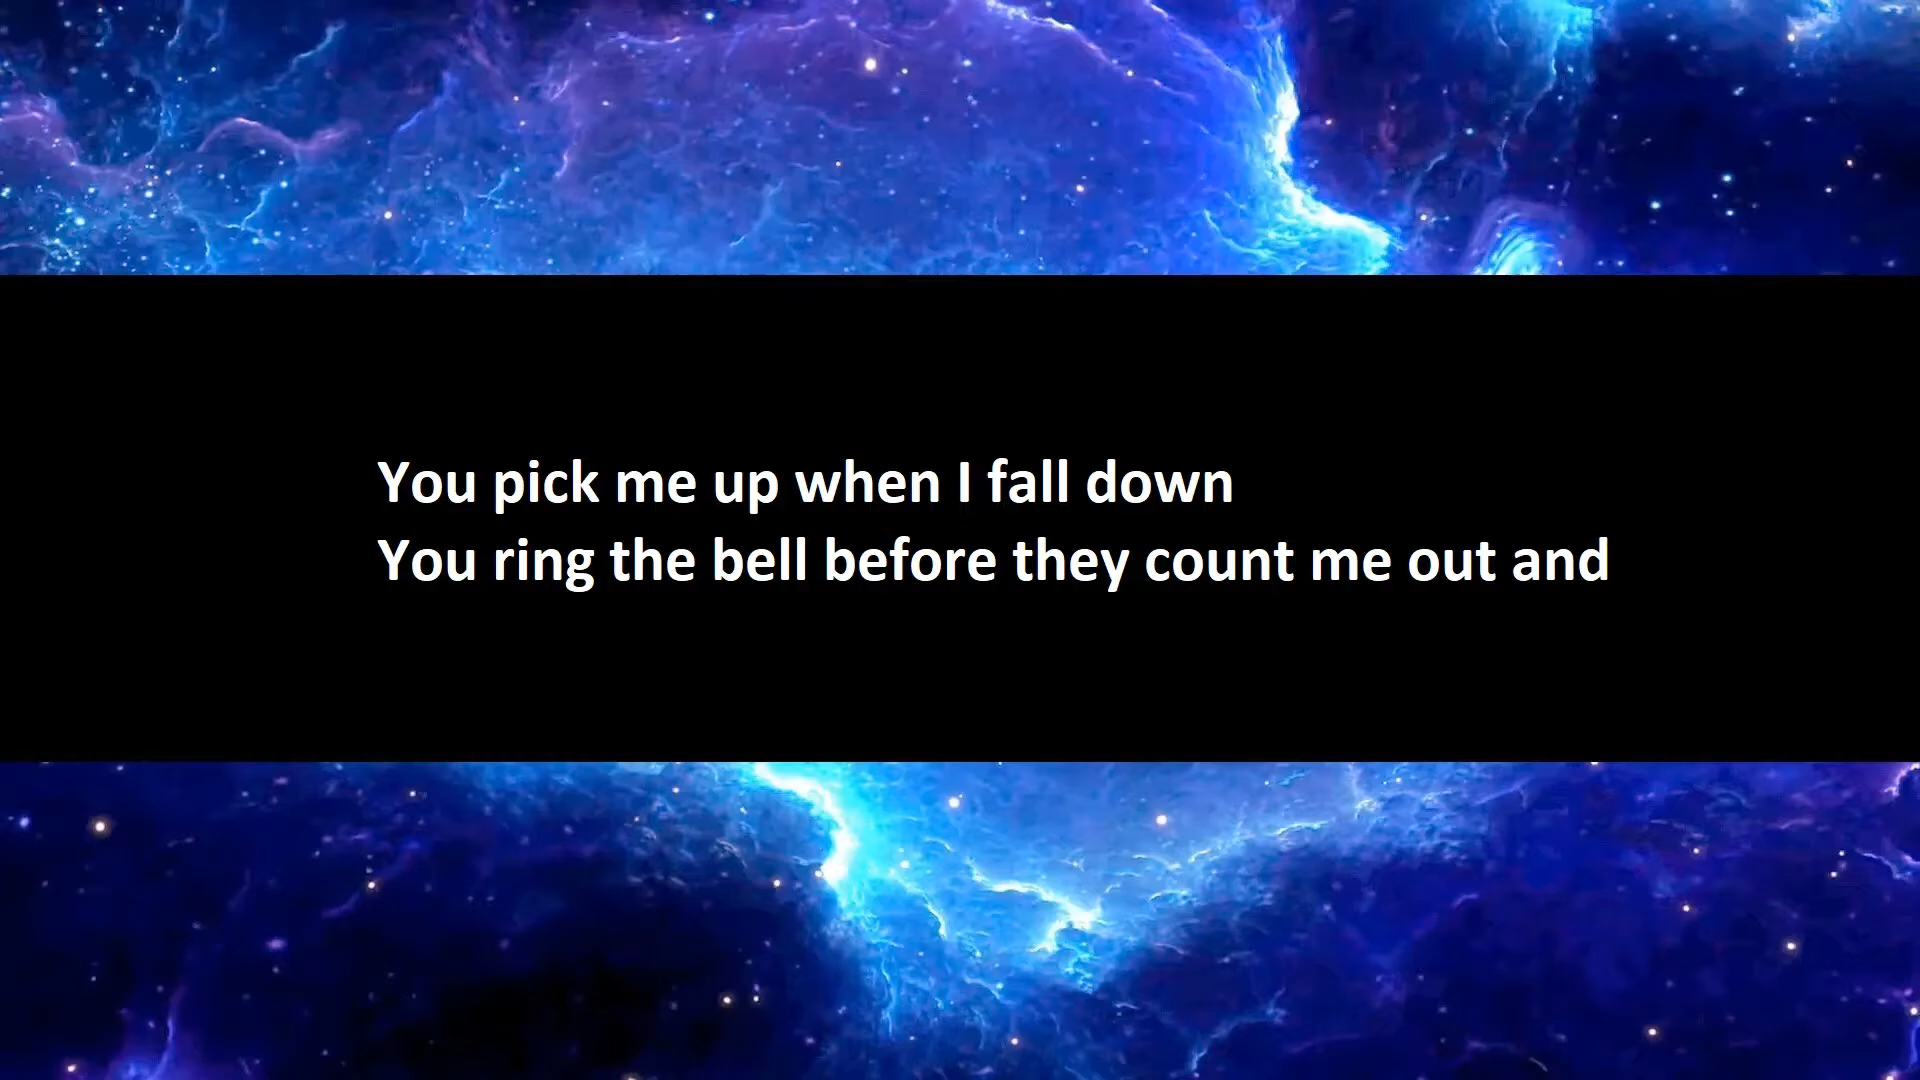 You pick me up when I fall down
You ring the bell before they count me out and